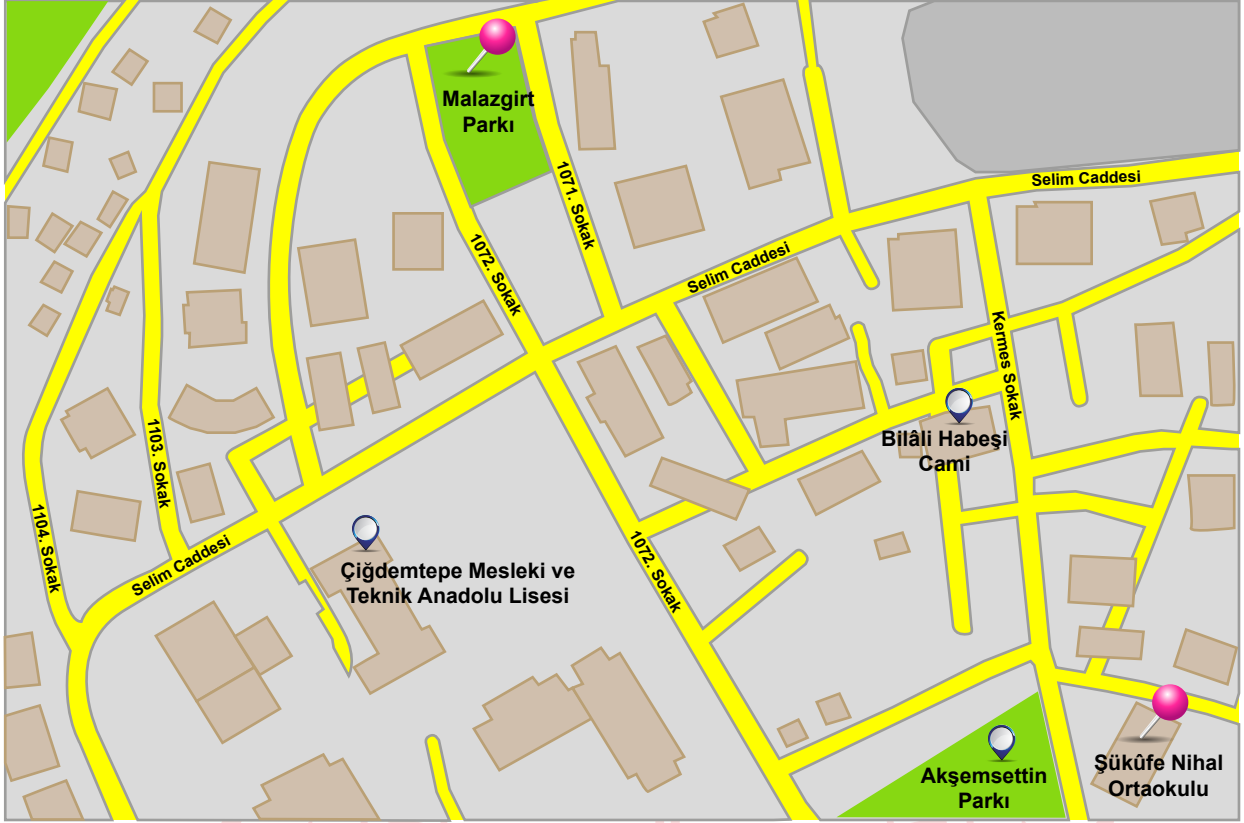 Malazgirt
Parkı
1071. Sokak
Selim Caddesi
1072. Sokak
Selim Caddesi
Kermes Sokak
Bilâli Habeşi
Cami
1103. Sokak
1104. Sokak
Selim Caddesi
Çiğdemtepe Mesleki ve
Teknik Anadolu Lisesi
1072. Sokak
Akşemsettin
Parkı
Şükûfe Nihal
Ortaokulu